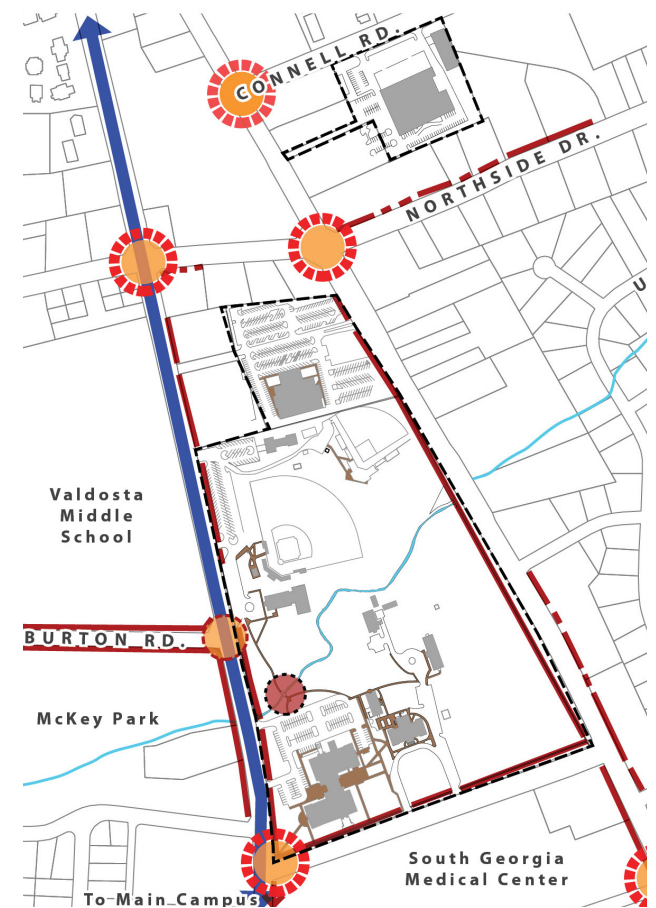 CONNELL RD.
NORTHSIDE DR.
U
Valdosta
Middle
School
BURTON RD.
McKey Park
South Georgia
Medical Center
To Main Campus